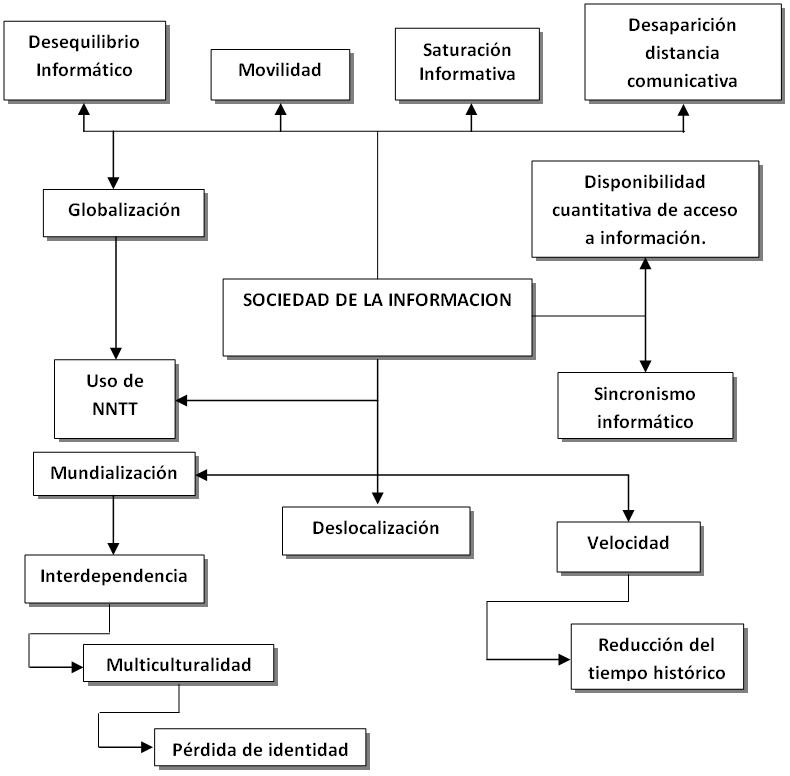 Desequilibrio
Informático
Movilidad
Saturación
Informativa
Desaparición
distancia
comunicativa
Globalización
Disponibilidad
cuantitativa de acceso
a información.
SOCIEDAD DE LA INFORMACION
Uso de
NNTT
Sincronismo
informático
Mundialización
Deslocalización
Velocidad
Interdependencia
Reducción del
tiempo histórico
Multiculturalidad
Pérdida de identidad